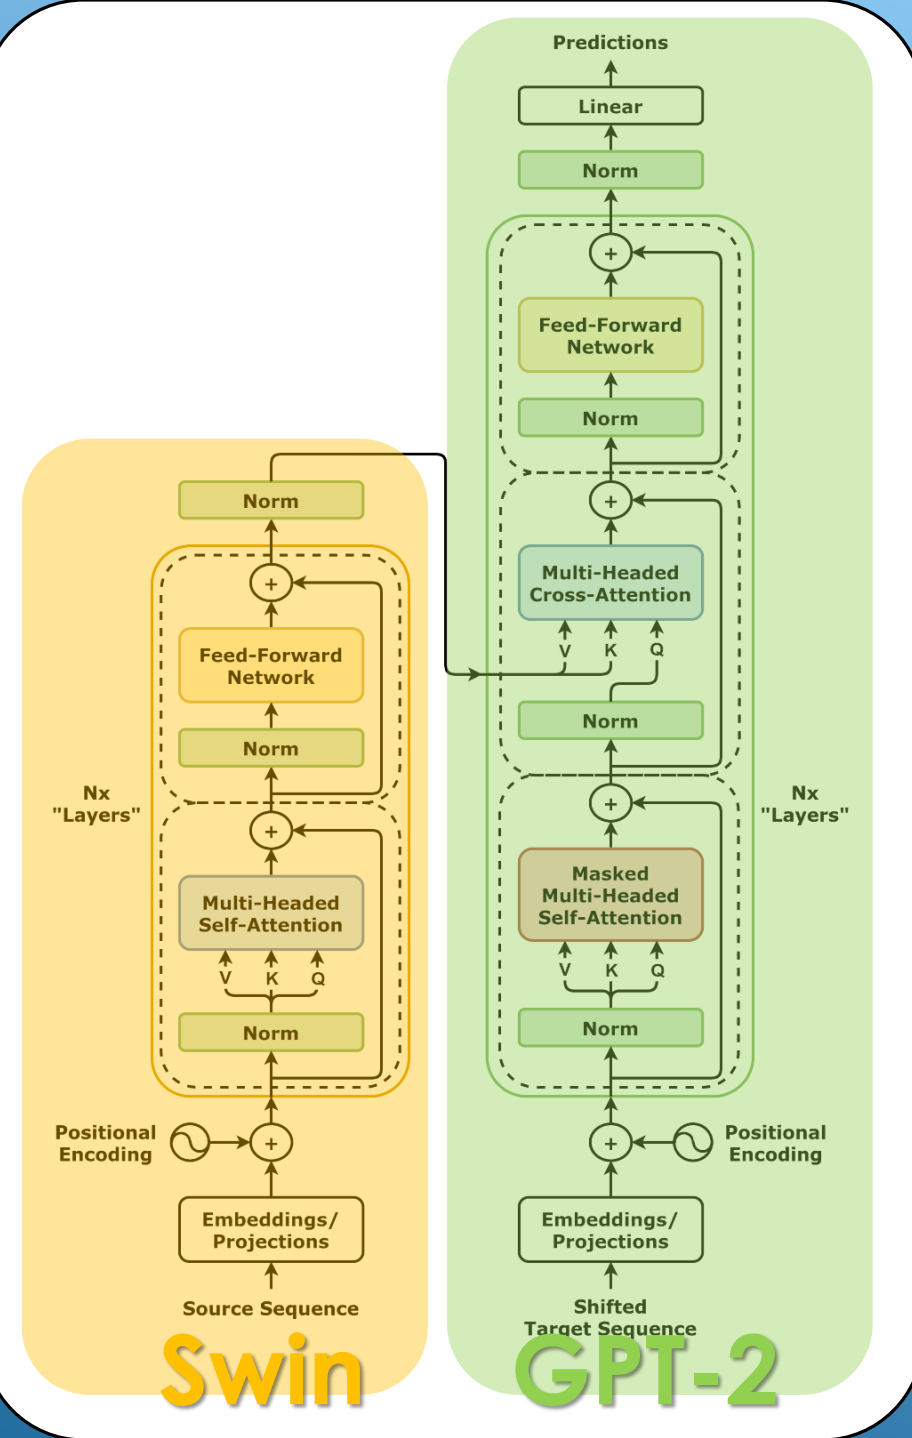 Predictions
Linear
Norm
+
Feed-Forward
Network
Norm
+
Multi-Headed
Cross-Attention
V K Q
Norm
+
Masked
Multi-Headed
Self-Attention
V K Q
Norm
Nx
"Layers"
+
Positional
Encoding
Embeddings/
Projections
Shifted
Target Sequence
GPT-2
Norm
+
Feed-Forward
Network
Norm
+
Multi-Headed
Self-Attention
V K Q
Norm
Nx
"Layers"
Positional
Encoding
+
Embeddings/
Projections
Source Sequence
Swin